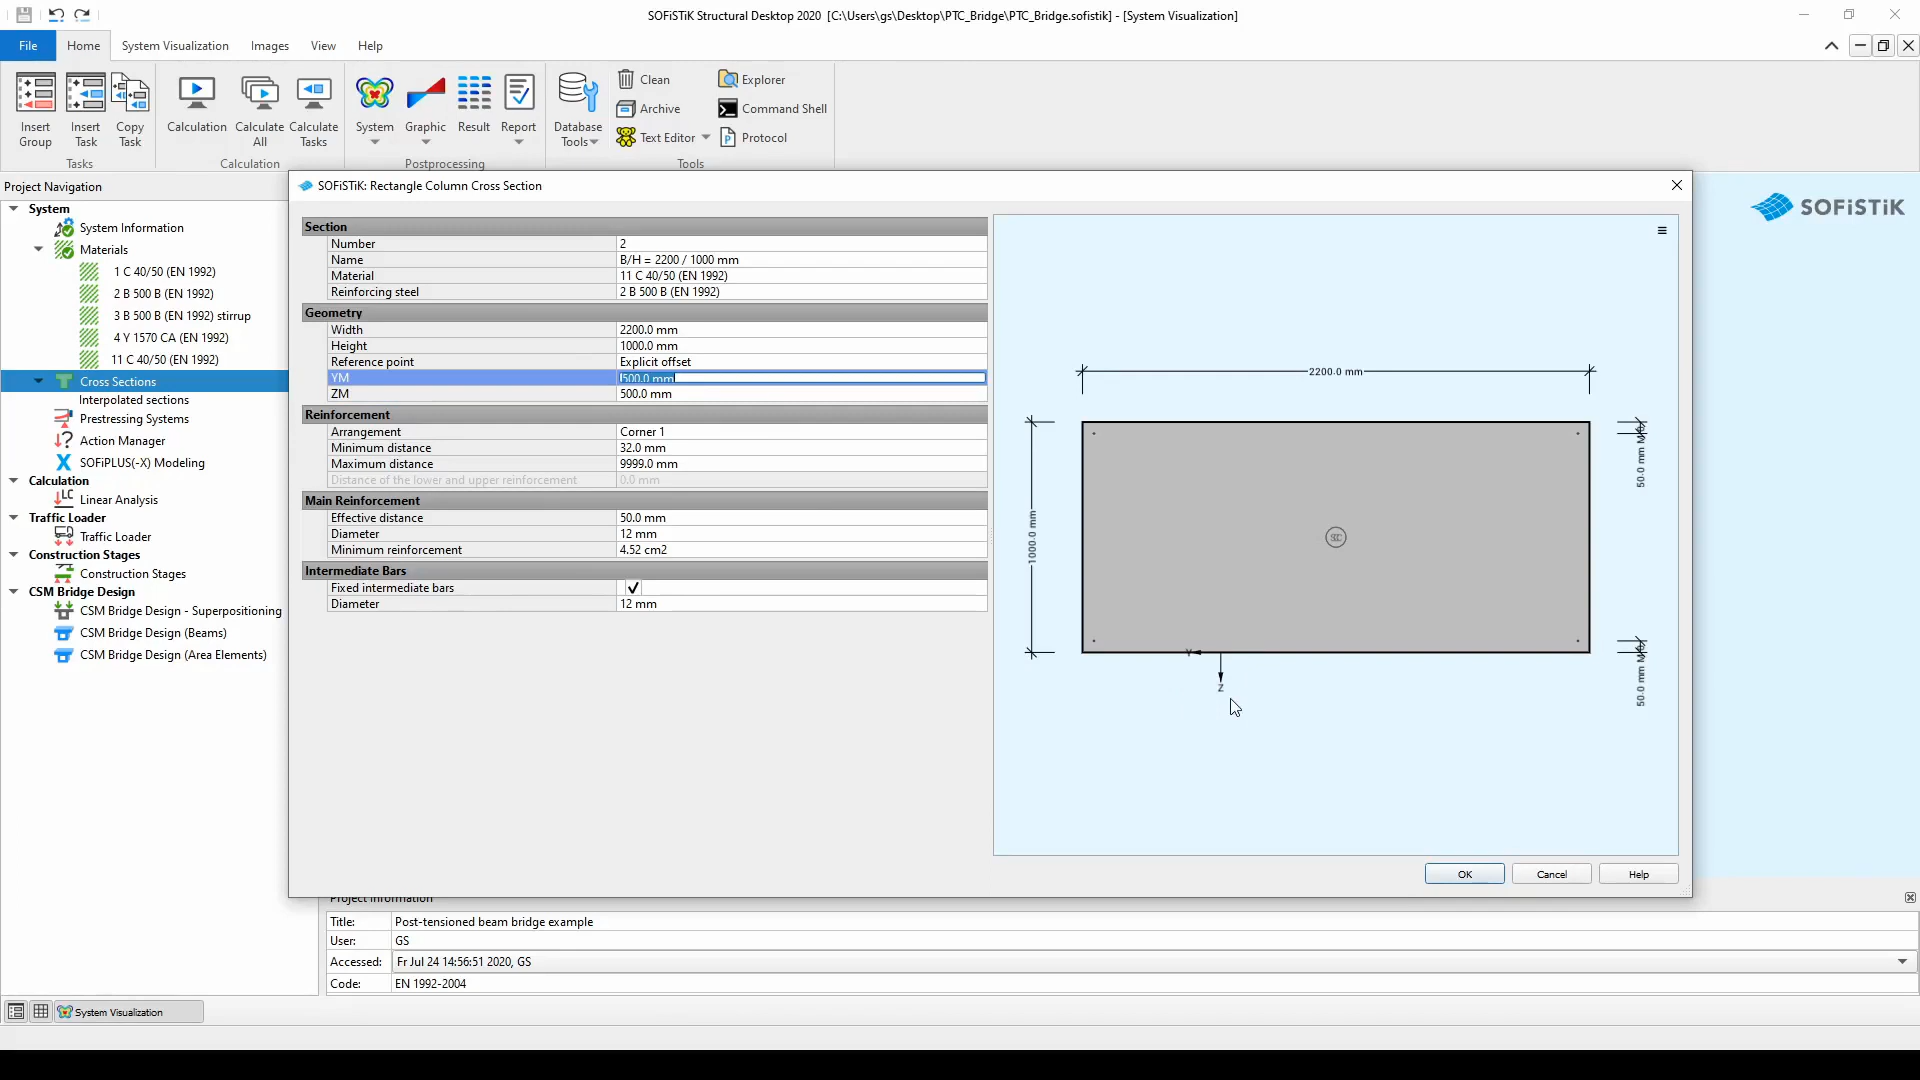 SOFiSTiK Structural Desktop 2020 [C:\Users\gs\Desktop\PTC_Bridge\PTC_Bridge.sofistik] - [System Visualization]
File Home System Visualization Images View Help
Insert Group
Insert Task
Copy Task
Tasks
Calculation
Calculate All
Calculate Tasks
Calculation
System
Graphic
Result
Report
Postprocessing
Database Tools
Clean
Archive
Text Editor
Explorer
Command Shell
Protocol
Tools
Project Navigation
System
System Information
Materials
1 C 40/50 (EN 1992)
2 B 500 B (EN 1992)
3 B 500 B (EN 1992) stirrup
4 Y 1570 CA (EN 1992)
11 C 40/50 (EN 1992)
Cross Sections
Interpolated sections
Prestressing Systems
Action Manager
SOFiPLUS(-X) Modeling
Calculation
Linear Analysis
Traffic Loader
Traffic Loader
Construction Stages
Construction Stages
CSM Bridge Design
CSM Bridge Design - Superpositioning
CSM Bridge Design (Beams)
CSM Bridge Design (Area Elements)
SOFiSTiK: Rectangle Column Cross Section
Section
Number 2
Name B/H = 2200 / 1000 mm
Material 11 C 40/50 (EN 1992)
Reinforcing steel 2 B 500 B (EN 1992)
Geometry
Width 2200.0 mm
Height 1000.0 mm
Reference point Explicit offset
YM 500.0 mm
ZM 500.0 mm
Reinforcement
Arrangement Corner 1
Minimum distance 32.0 mm
Maximum distance 9999.0 mm
Distance of the lower and upper reinforcement 0.0 mm
Main Reinforcement
Effective distance 50.0 mm
Diameter 12 mm
Minimum reinforcement 4.52 cm2
Intermediate Bars
Fixed intermediate bars
Diameter 12 mm
2200.0 mm
1000.0 mm
50.0 mm
50.0 mm
Y
Z
OK Cancel Help
SOFiSTiK
Project Information
Title: Post-tensioned beam bridge example
User: GS
Accessed: Fr Jul 24 14:56:51 2020, GS
Code: EN 1992-2004
System Visualization